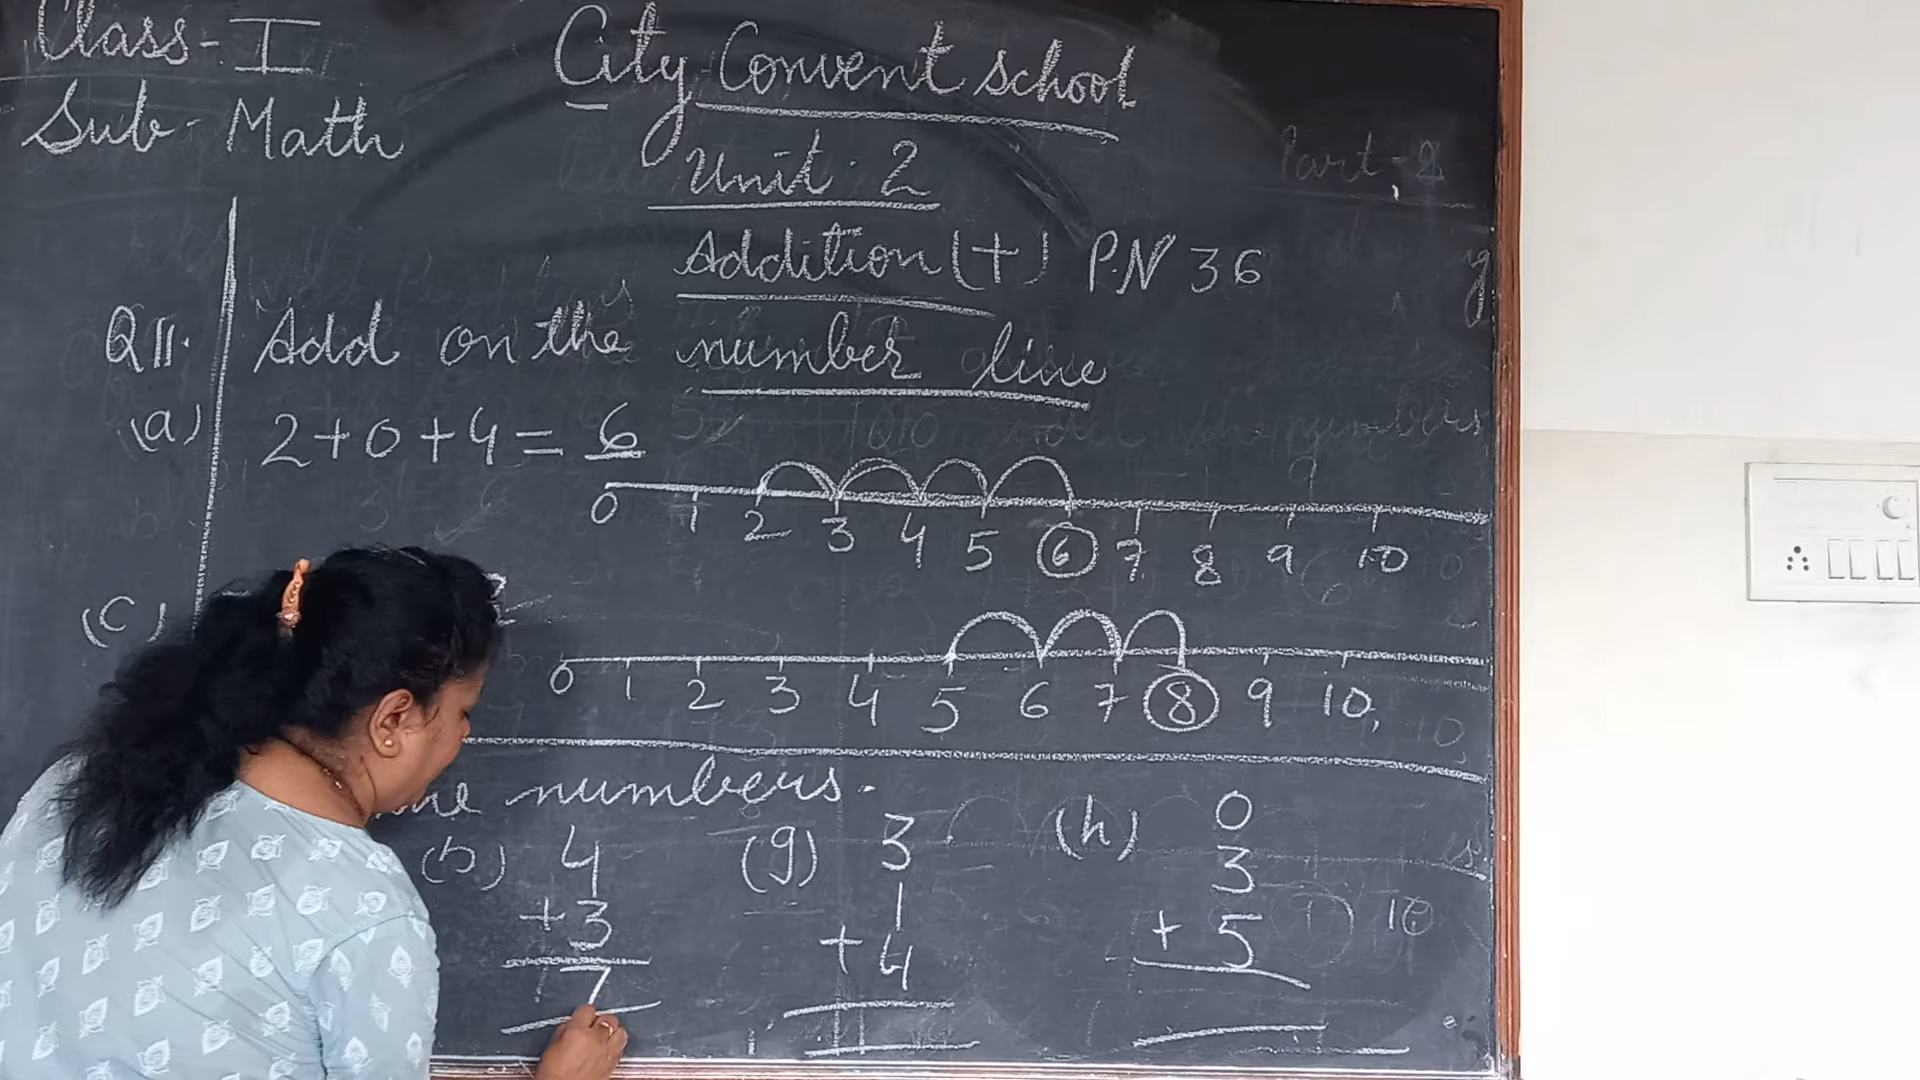 Class-I
City Convent School
Sub- Math
Unit-2
Part-2
Addition (+) P.N 36
Q11. Add on the number line
(a) 2+0+4 = 6
0 1 2 3 4 5 6 7 8 9 10
(c)
0 1 2 3 4 5 6 7 8 9 10
numbers.
(b) 4
+3
7
(g) 3
1
+4
(h) 0
3
+5